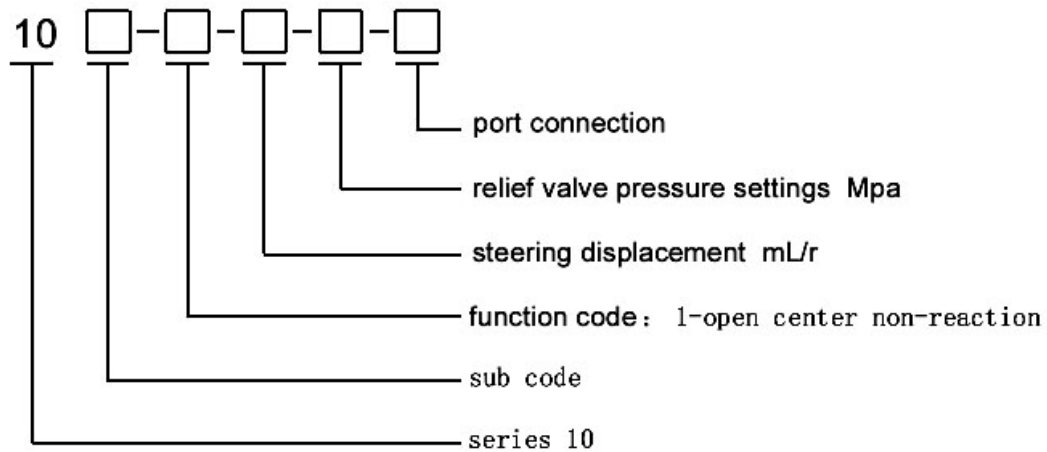 10 □-□-□-□-□
port connection
relief valve pressure settings Mpa
steering displacement mL/r
function code： 1-open center non-reaction
sub code
series 10